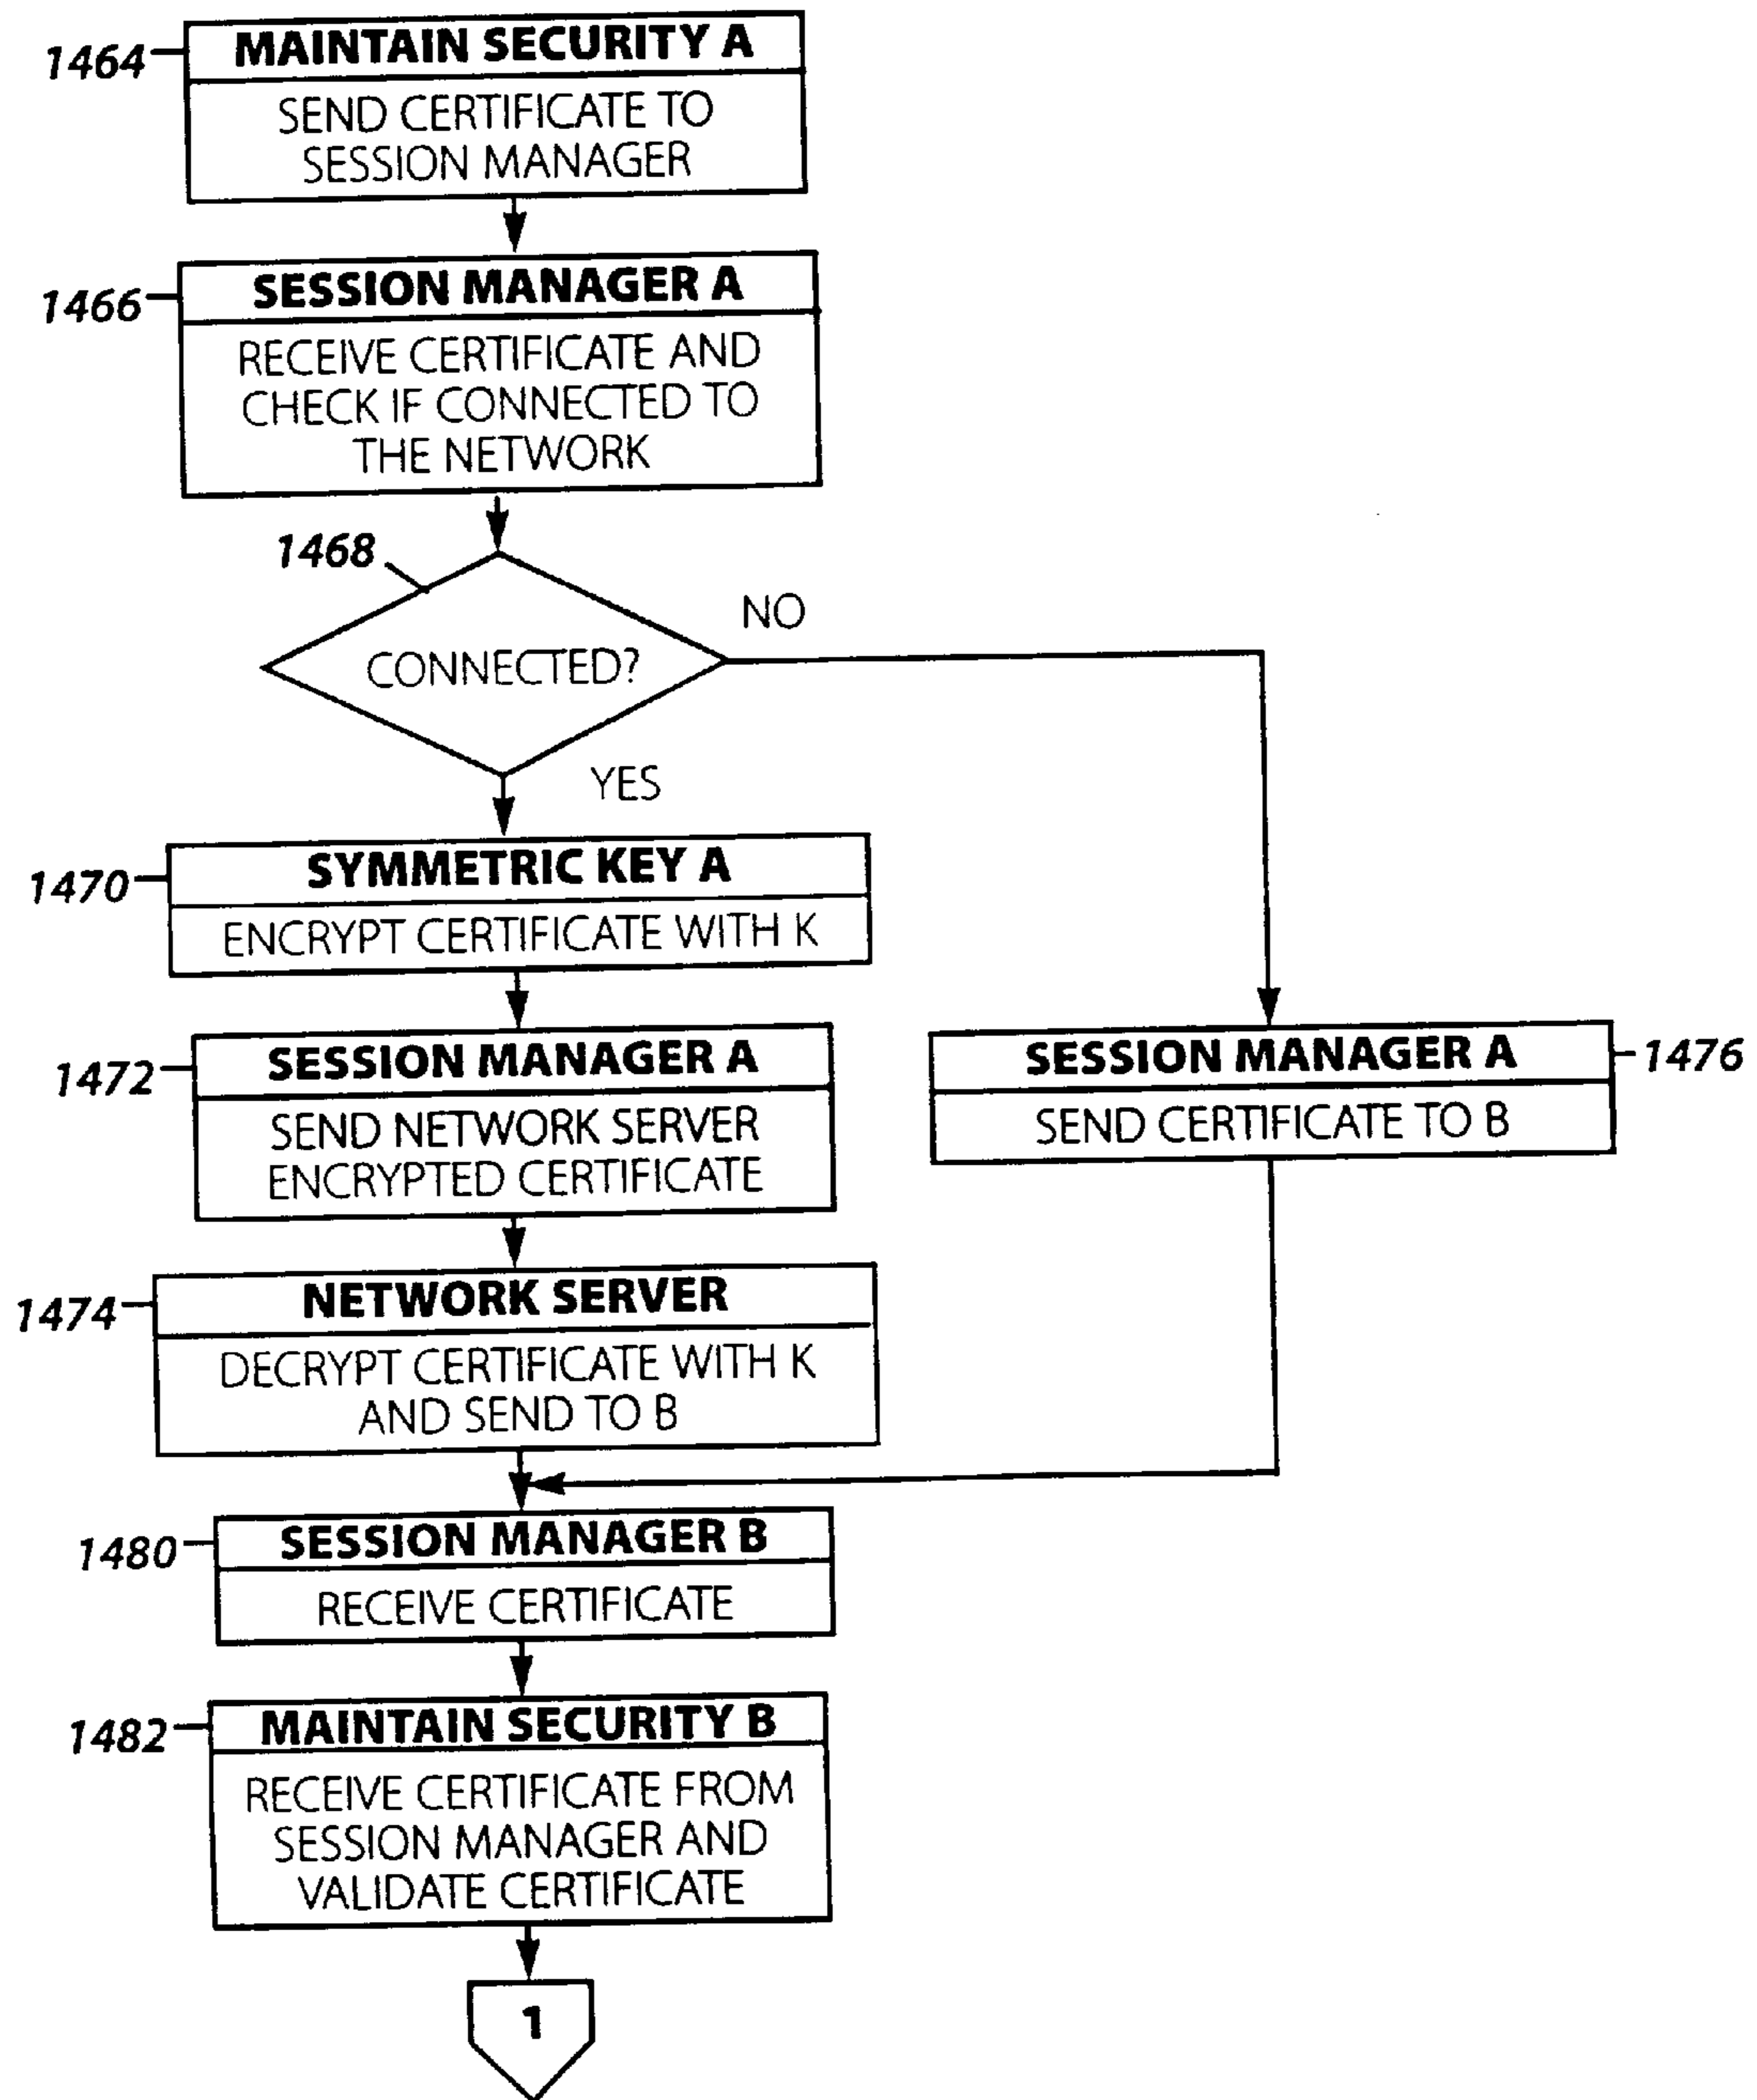 1464
MAINTAIN SECURITY A
SEND CERTIFICATE TO
SESSION MANAGER
1466
SESSION MANAGER A
RECEIVE CERTIFICATE AND
CHECK IF CONNECTED TO
THE NETWORK
1468
CONNECTED?
NO
YES
1470
SYMMETRIC KEY A
ENCRYPT CERTIFICATE WITH K
1472
SESSION MANAGER A
SEND NETWORK SERVER
ENCRYPTED CERTIFICATE
SESSION MANAGER A
1476
SEND CERTIFICATE TO B
1474
NETWORK SERVER
DECRYPT CERTIFICATE WITH K
AND SEND TO B
1480
SESSION MANAGER B
RECEIVE CERTIFICATE
1482
MAINTAIN SECURITY B
RECEIVE CERTIFICATE FROM
SESSION MANAGER AND
VALIDATE CERTIFICATE
1